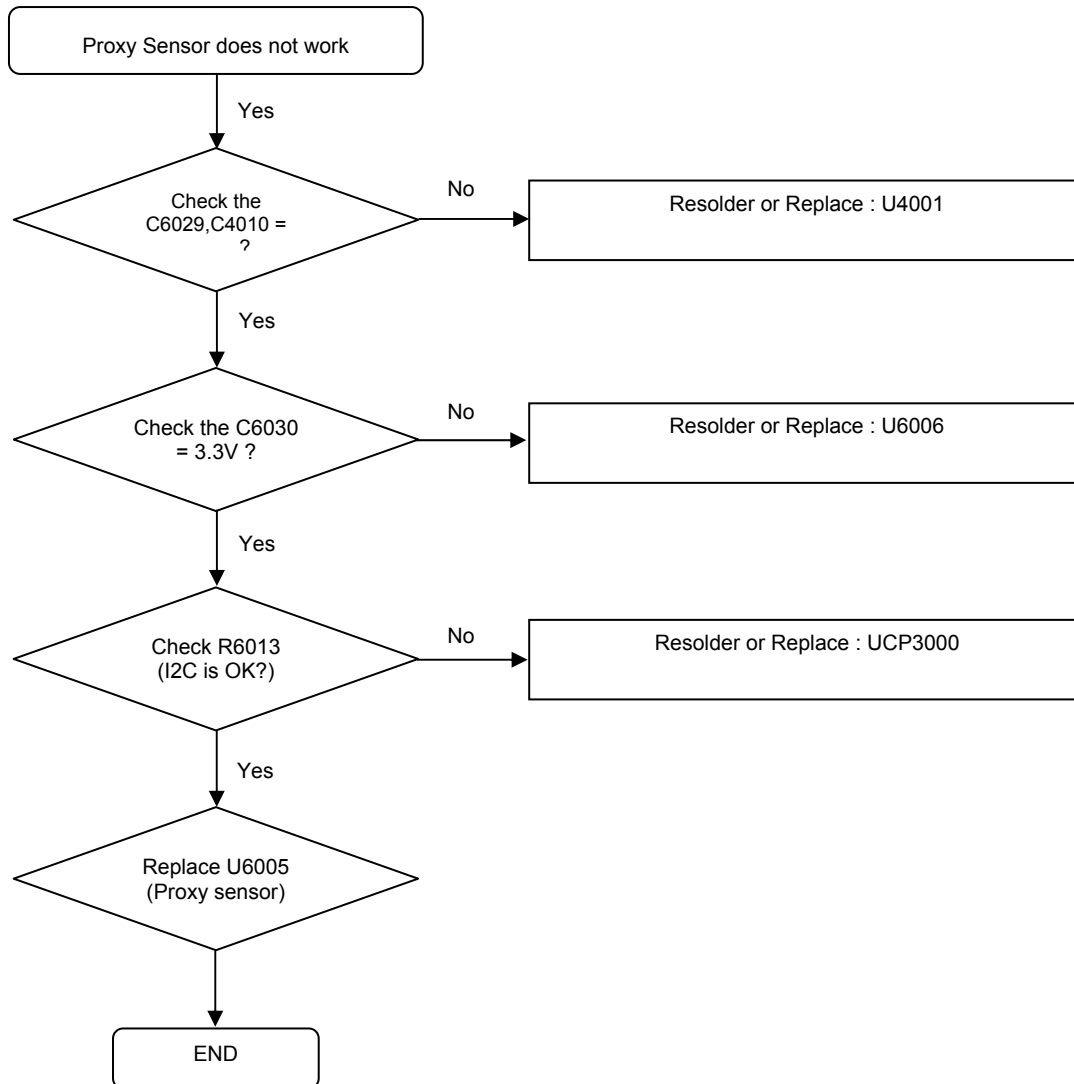 Proxy Sensor does not work
Yes
Check the
C6029,C4010 =
?
No
Resolder or Replace : U4001
Yes
Check the C6030
= 3.3V ?
No
Resolder or Replace : U6006
Yes
Check R6013
(I2C is OK?)
No
Resolder or Replace : UCP3000
Yes
Replace U6005
(Proxy sensor)
END